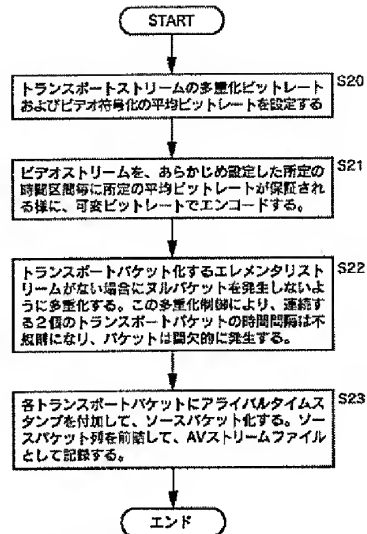 START
S20
トランスポートストリームの多重化ビットレート
およびビデオ符号化の平均ビットレートを設定する
S21
ビデオストリームを、あらかじめ設定した所定の
時間区間毎に所定の平均ビットレートが保証され
る様に、可変ビットレートでエンコードする。
S22
トランスポートパケット化するエレメンタリスト
リームがない場合にヌルパケットを発生しないよ
うに多重化する。この多重化制御により、連続す
る2個のトランスポートパケットの時間間隔は不
規則になり、パケットは間欠的に発生する。
S23
各トランスポートパケットにアライバルタイムス
タンプを付加して、ソースパケット化する。ソー
スパケット列を前詰して、AVストリームファイル
として記録する。
エンド